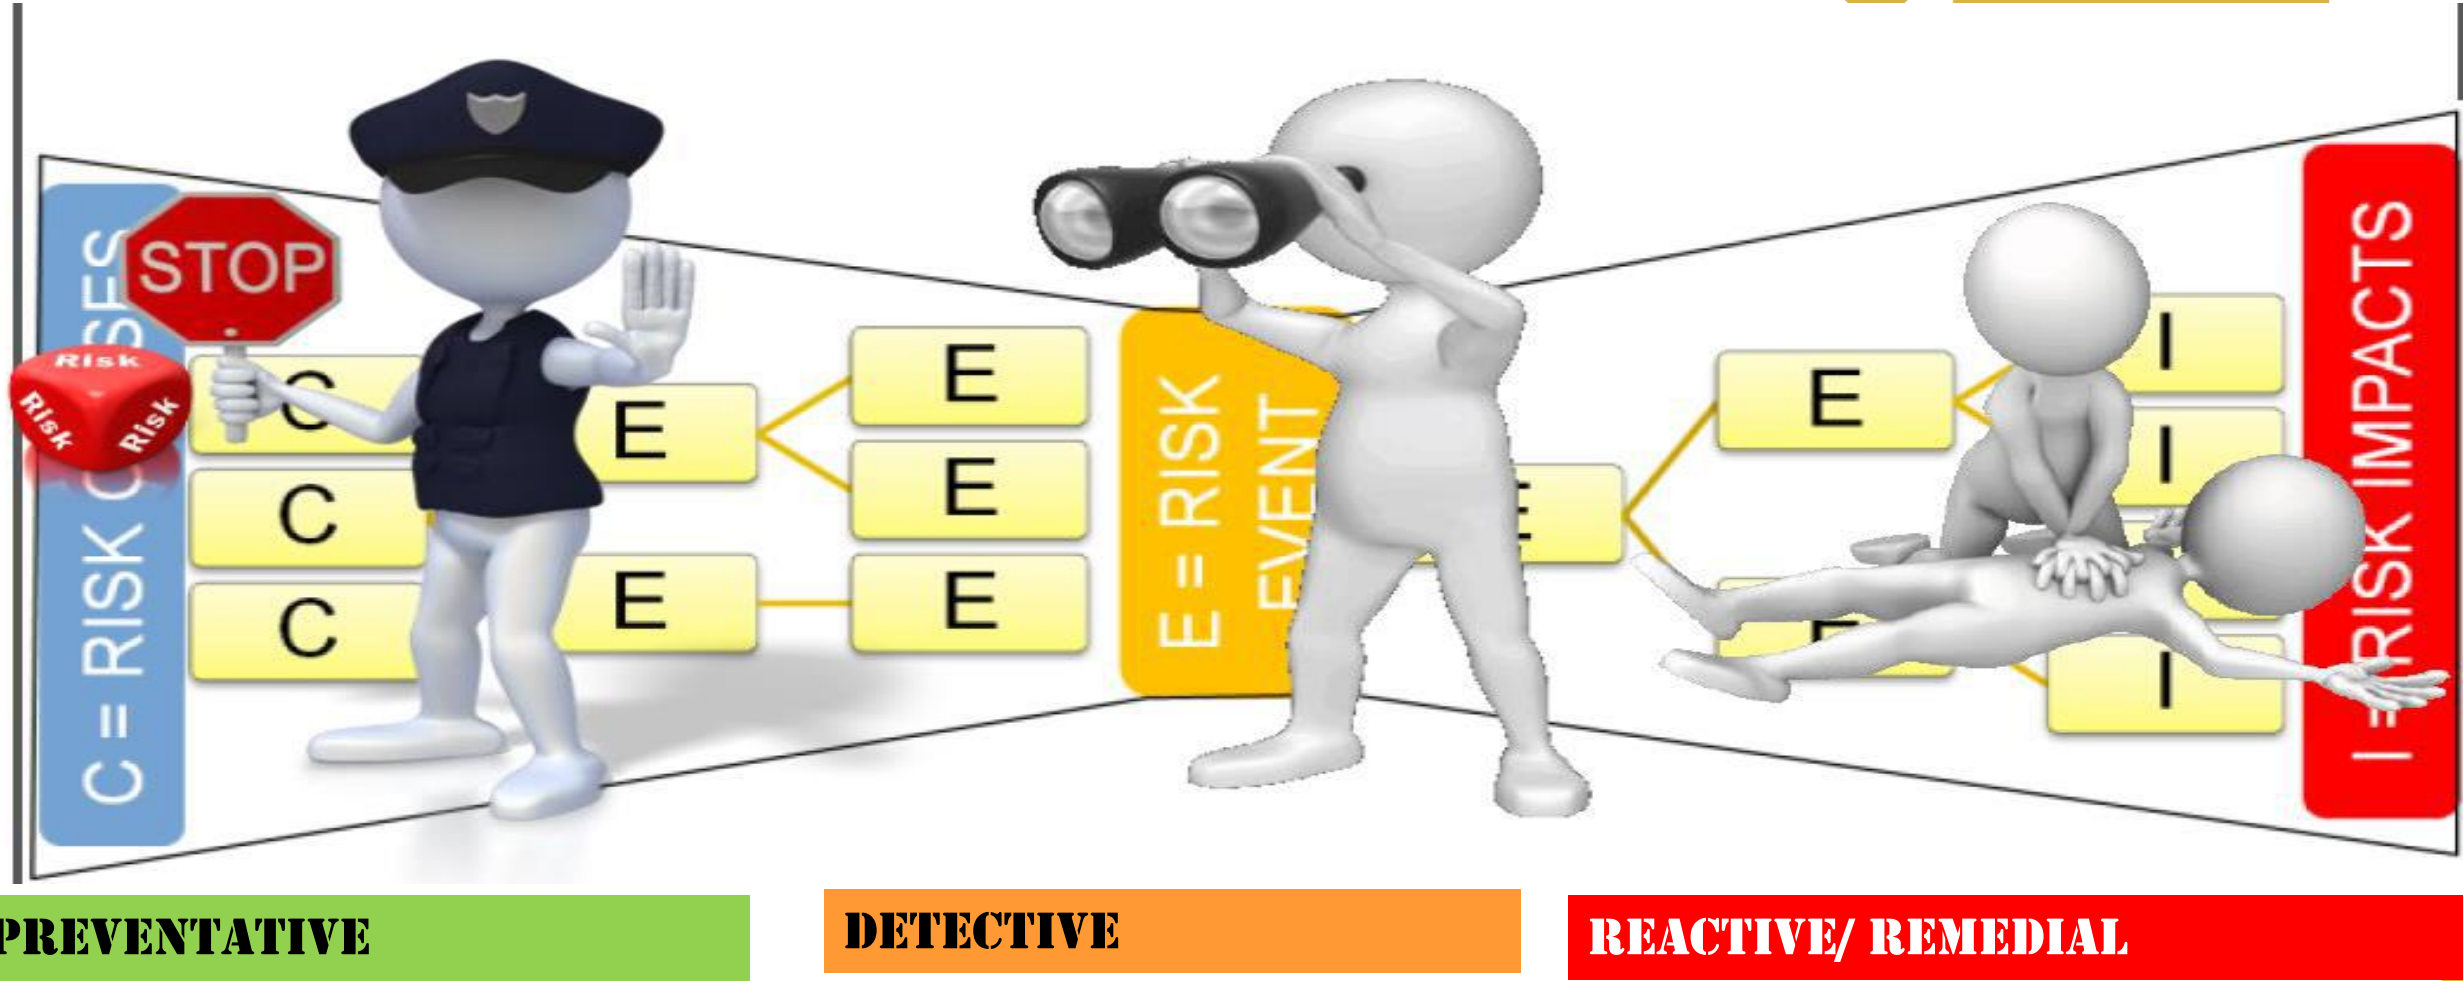 C = RISK
STOP
Risk
Risk
Risk
C
C
C
E
E
E
E
E
E = RISK
EVENT
E
E
E
I
I
I
I = RISK IMPACTS
PREVENTATIVE
DETECTIVE
REACTIVE/ REMEDIAL